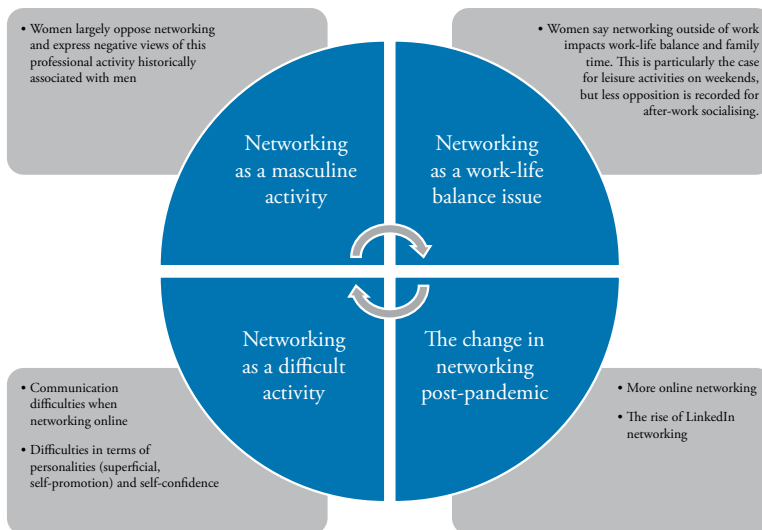 • Women largely oppose networking
and express negative views of this
professional activity historically
associated with men
• Women say networking outside of work
impacts work-life balance and family
time. This is particularly the case
for leisure activities on weekends,
but less opposition is recorded for
after-work socialising.
Networking
as a masculine
activity
Networking
as a work-life
balance issue
Networking
as a difficult
activity
The change in
networking
post-pandemic
• Communication
difficulties when
networking online
• Difficulties in terms of
personalities (superficial,
self-promotion) and self-confidence
• More online networking
• The rise of LinkedIn
networking